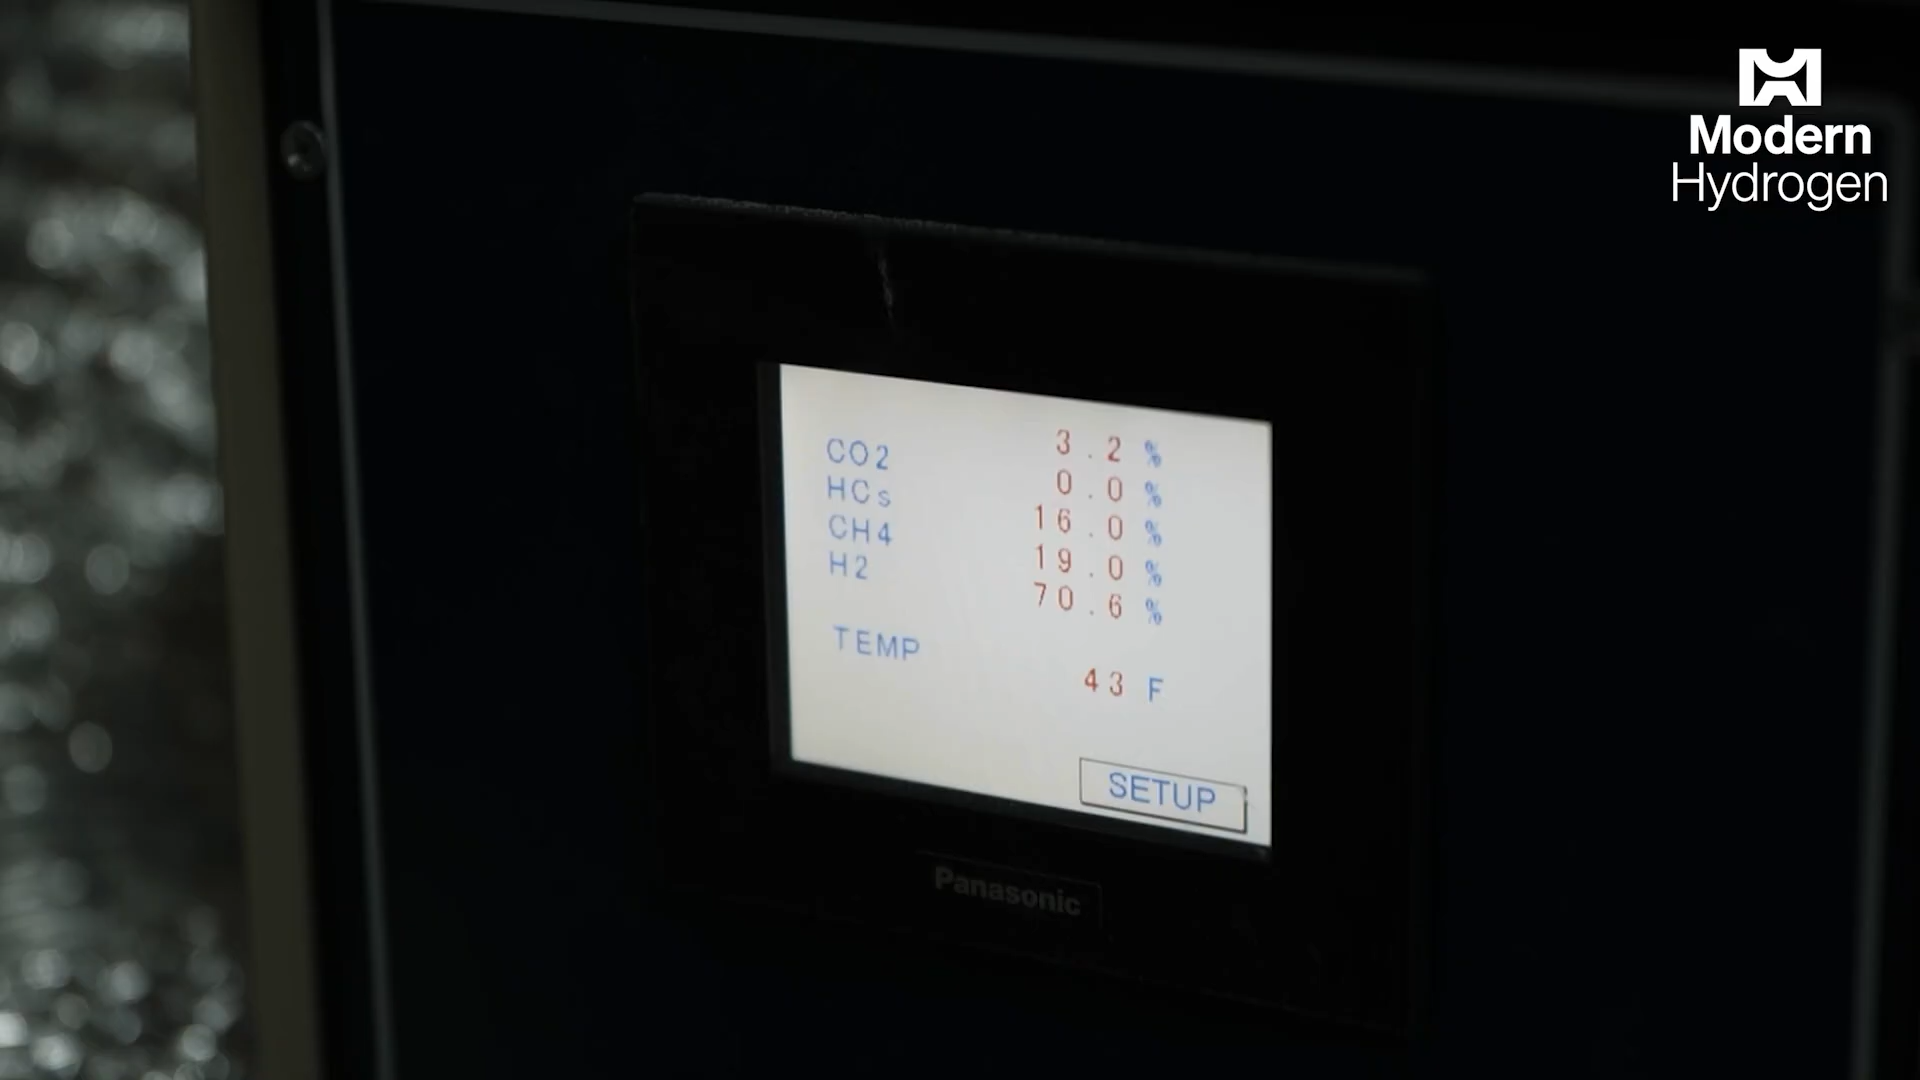 Modern
Hydrogen
3.2 %
CO2 0.0 %
HCs 16.0 %
CH4 19.0 %
H2 70.6 %
TEMP 43 F
SETUP
Panasonic